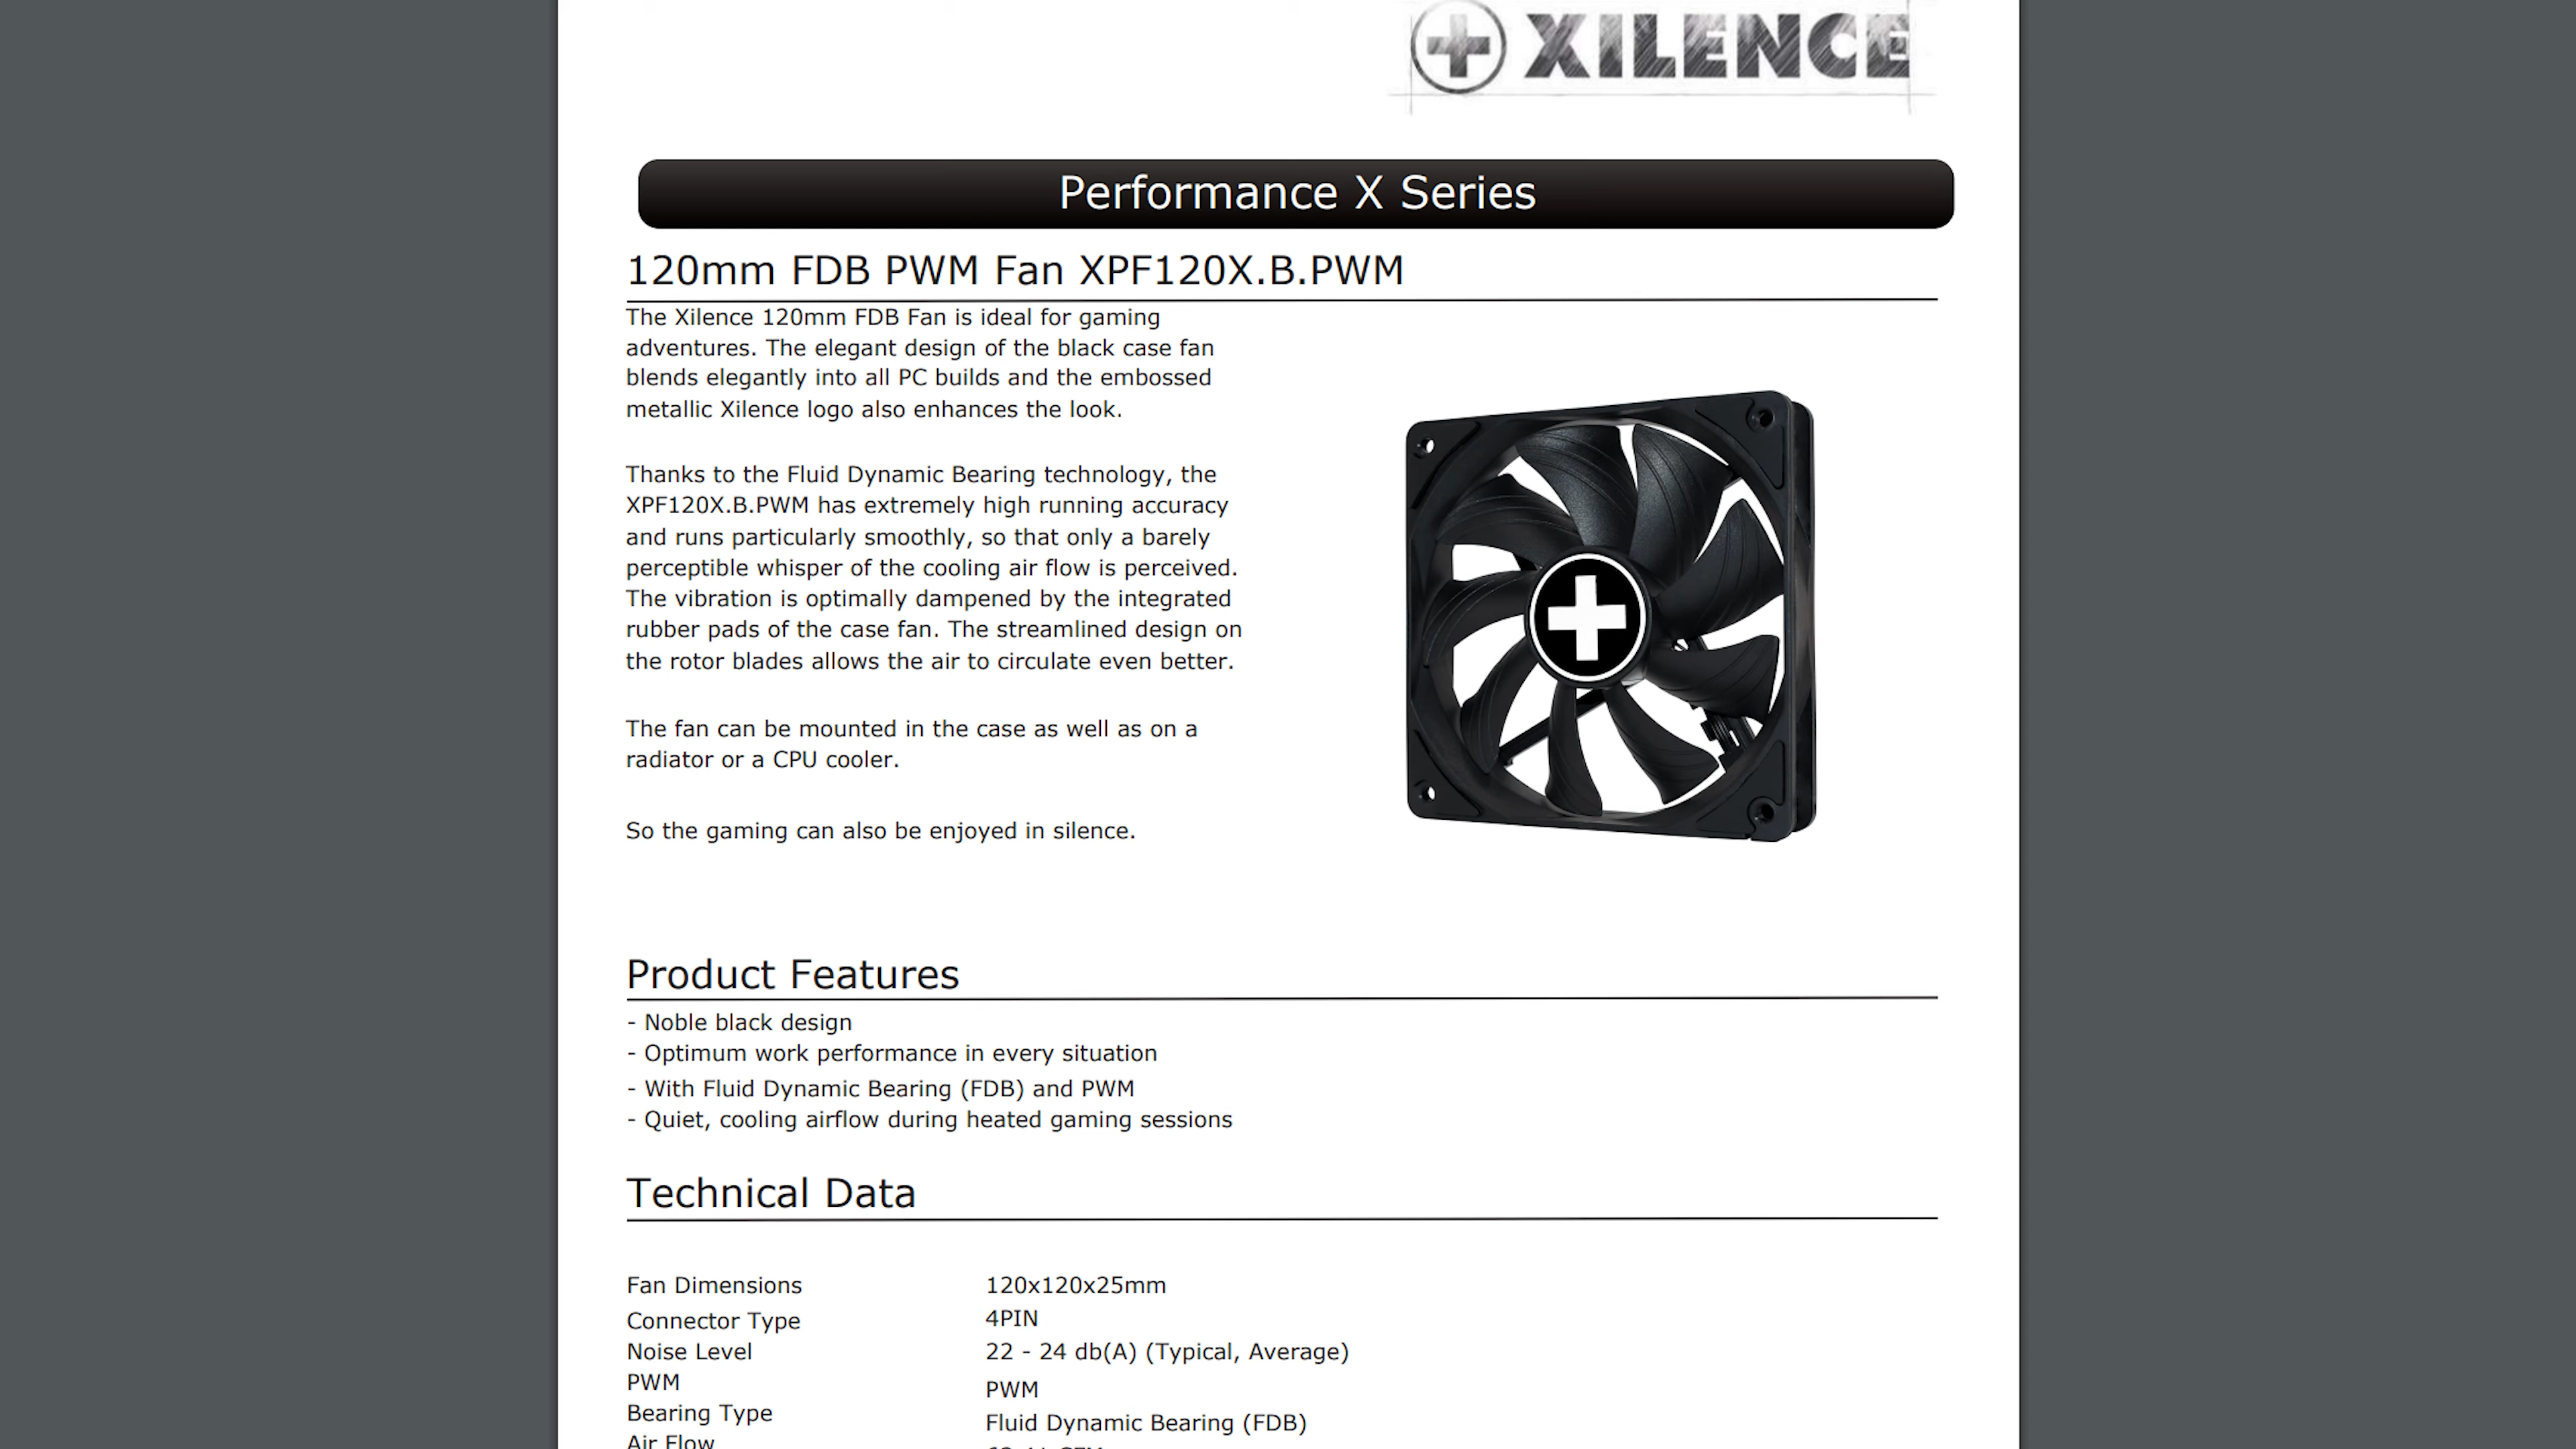 XILENCE
Performance X Series
120mm FDB PWM Fan XPF120X.B.PWM
The Xilence 120mm FDB Fan is ideal for gaming
adventures. The elegant design of the black case fan
blends elegantly into all PC builds and the embossed
metallic Xilence logo also enhances the look.
Thanks to the Fluid Dynamic Bearing technology, the
XPF120X.B.PWM has extremely high running accuracy
and runs particularly smoothly, so that only a barely
perceptible whisper of the cooling air flow is perceived.
The vibration is optimally dampened by the integrated
rubber pads of the case fan. The streamlined design on
the rotor blades allows the air to circulate even better.
The fan can be mounted in the case as well as on a
radiator or a CPU cooler.
So the gaming can also be enjoyed in silence.
Product Features
- Noble black design
- Optimum work performance in every situation
- With Fluid Dynamic Bearing (FDB) and PWM
- Quiet, cooling airflow during heated gaming sessions
Technical Data
Fan Dimensions 120x120x25mm
Connector Type 4PIN
Noise Level 22 - 24 db(A) (Typical, Average)
PWM PWM
Bearing Type Fluid Dynamic Bearing (FDB)
Air Flow